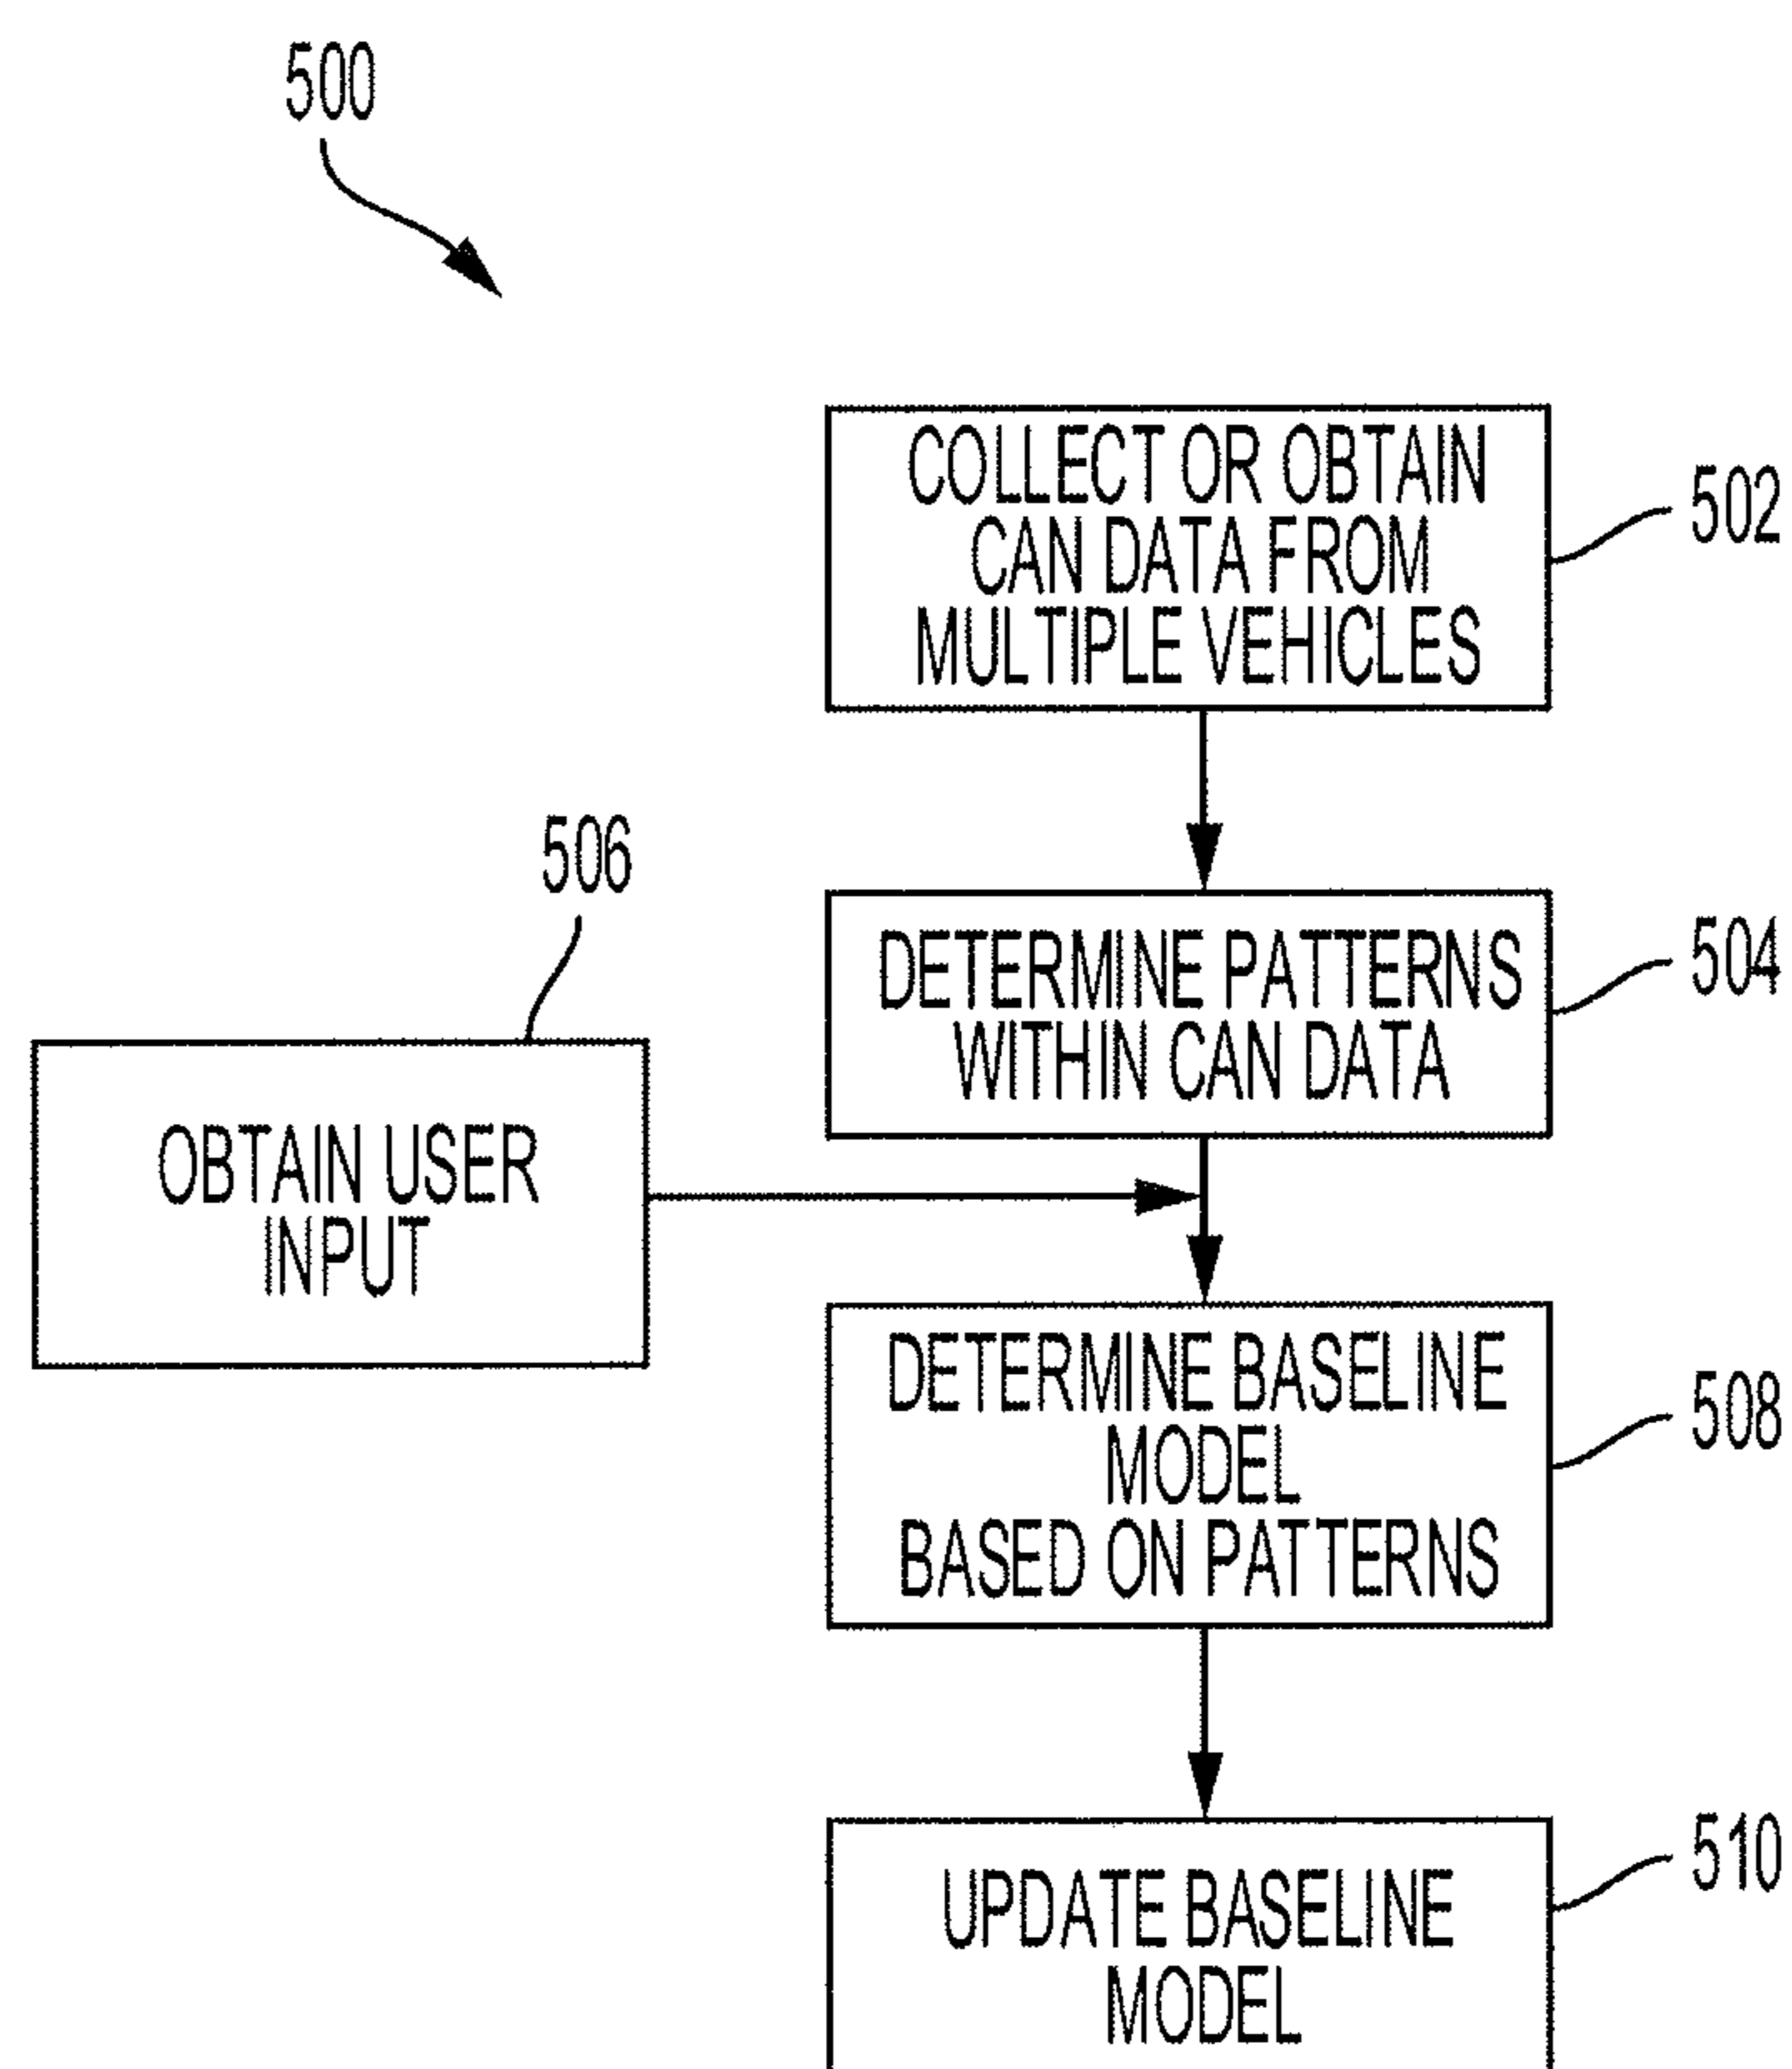 500
COLLECT OR OBTAIN
CAN DATA FROM
MULTIPLE VEHICLES
502
506
DETERMINE PATTERNS
WITHIN CAN DATA
504
OBTAIN USER
INPUT
DETERMINE BASELINE
MODEL
BASED ON PATTERNS
508
UPDATE BASELINE
MODEL
510